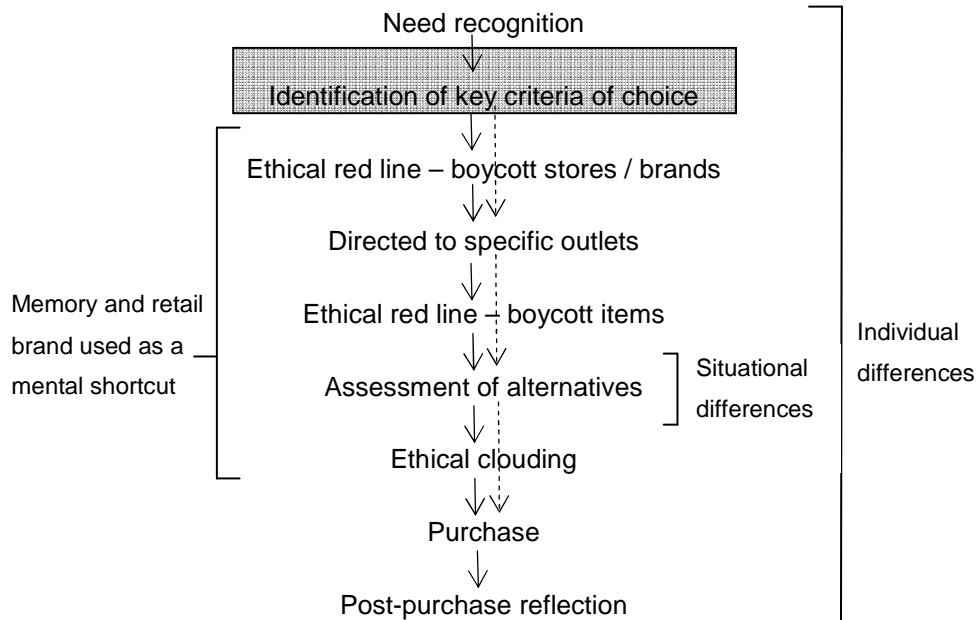 Need recognition
Identification of key criteria of choice
Ethical red line – boycott stores / brands
Directed to specific outlets
Ethical red line – boycott items
Assessment of alternatives
Ethical clouding
Purchase
Post-purchase reflection
Memory and retail
brand used as a
mental shortcut
Situational
differences
Individual
differences